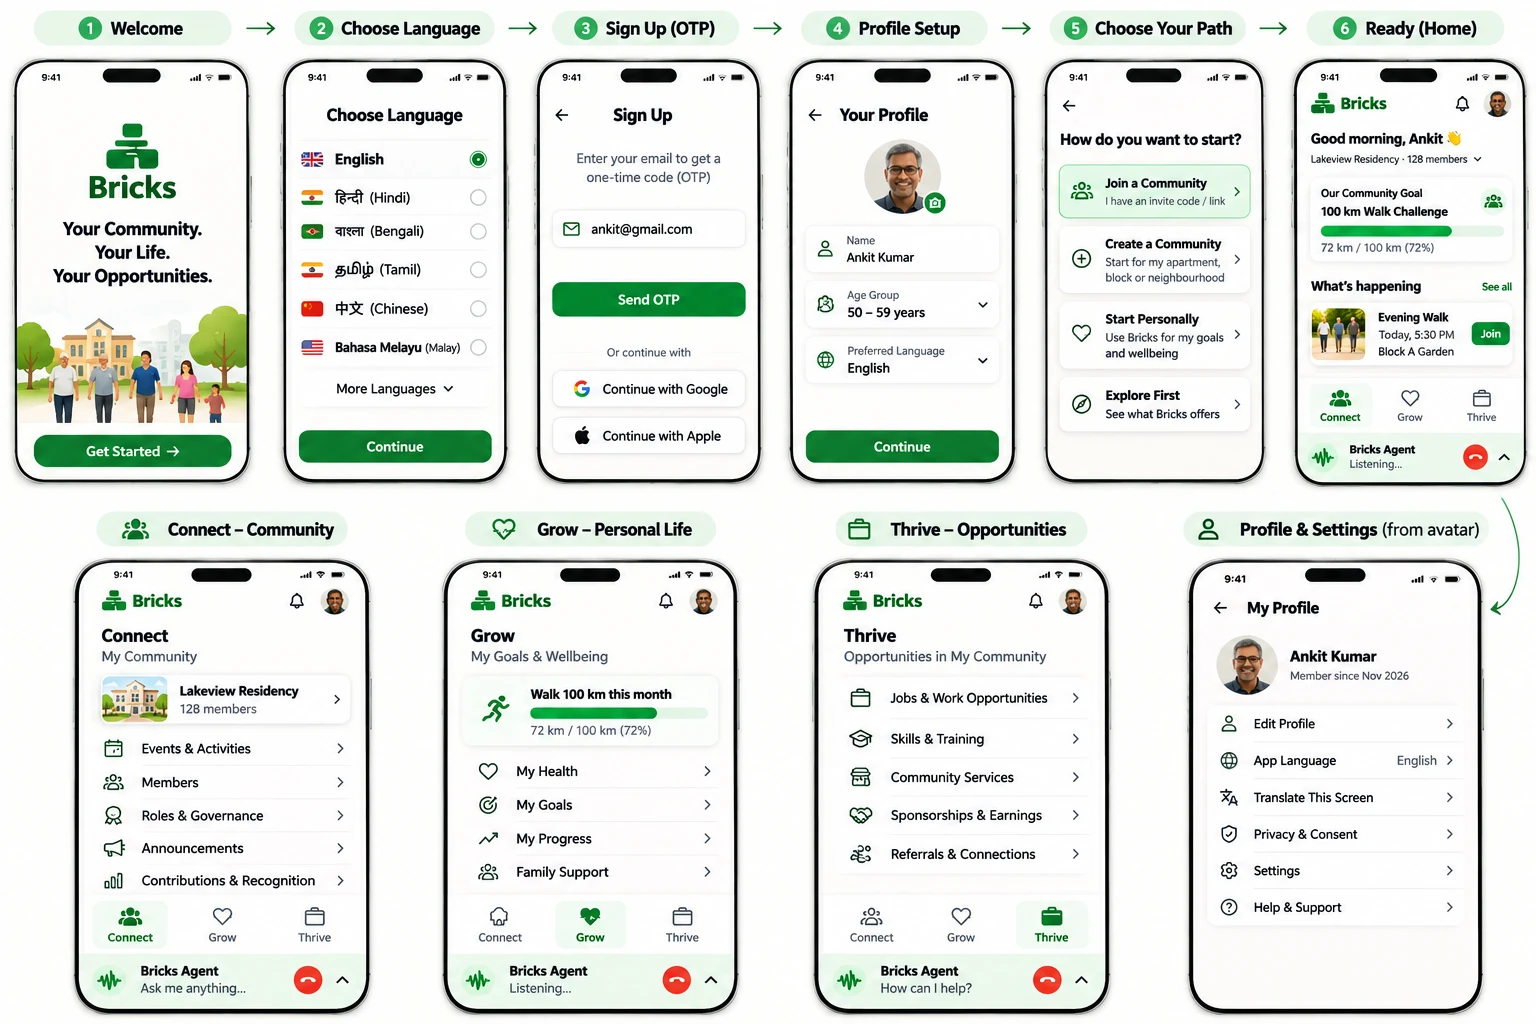 1 Welcome
2 Choose Language
3 Sign Up (OTP)
4 Profile Setup
5 Choose Your Path
6 Ready (Home)
9:41
Bricks
Your Community.
Your Life.
Your Opportunities.
Get Started →
9:41
Choose Language
English
हिन्दी (Hindi)
বাংলা (Bengali)
தமிழ் (Tamil)
中文 (Chinese)
Bahasa Melayu (Malay)
More Languages
Continue
9:41
Sign Up
Enter your email to get a
one-time code (OTP)
ankit@gmail.com
Send OTP
Or continue with
Continue with Google
Continue with Apple
9:41
Your Profile
Name
Ankit Kumar
Age Group
50 – 59 years
Preferred Language
English
Continue
9:41
How do you want to start?
Join a Community
I have an invite code / link
Create a Community
Start for my apartment,
block or neighbourhood
Start Personally
Use Bricks for my goals
and wellbeing
Explore First
See what Bricks offers
9:41
Bricks
Good morning, Ankit 👋
Lakeview Residency · 128 members
Our Community Goal
100 km Walk Challenge
72 km / 100 km (72%)
What's happening
See all
Evening Walk
Today, 5:30 PM
Block A Garden
Join
Connect
Grow
Thrive
Bricks Agent
Listening...
Connect – Community
9:41
Bricks
Connect
My Community
Lakeview Residency
128 members
Events & Activities
Members
Roles & Governance
Announcements
Contributions & Recognition
Connect
Grow
Thrive
Bricks Agent
Ask me anything...
Grow – Personal Life
9:41
Bricks
Grow
My Goals & Wellbeing
Walk 100 km this month
72 km / 100 km (72%)
My Health
My Goals
My Progress
Family Support
Connect
Grow
Thrive
Bricks Agent
Listening...
Thrive – Opportunities
9:41
Bricks
Thrive
Opportunities in My Community
Jobs & Work Opportunities
Skills & Training
Community Services
Sponsorships & Earnings
Referrals & Connections
Connect
Grow
Thrive
Bricks Agent
How can I help?
Profile & Settings (from avatar)
9:41
My Profile
Ankit Kumar
Member since Nov 2026
Edit Profile
App Language English
Translate This Screen
Privacy & Consent
Settings
Help & Support